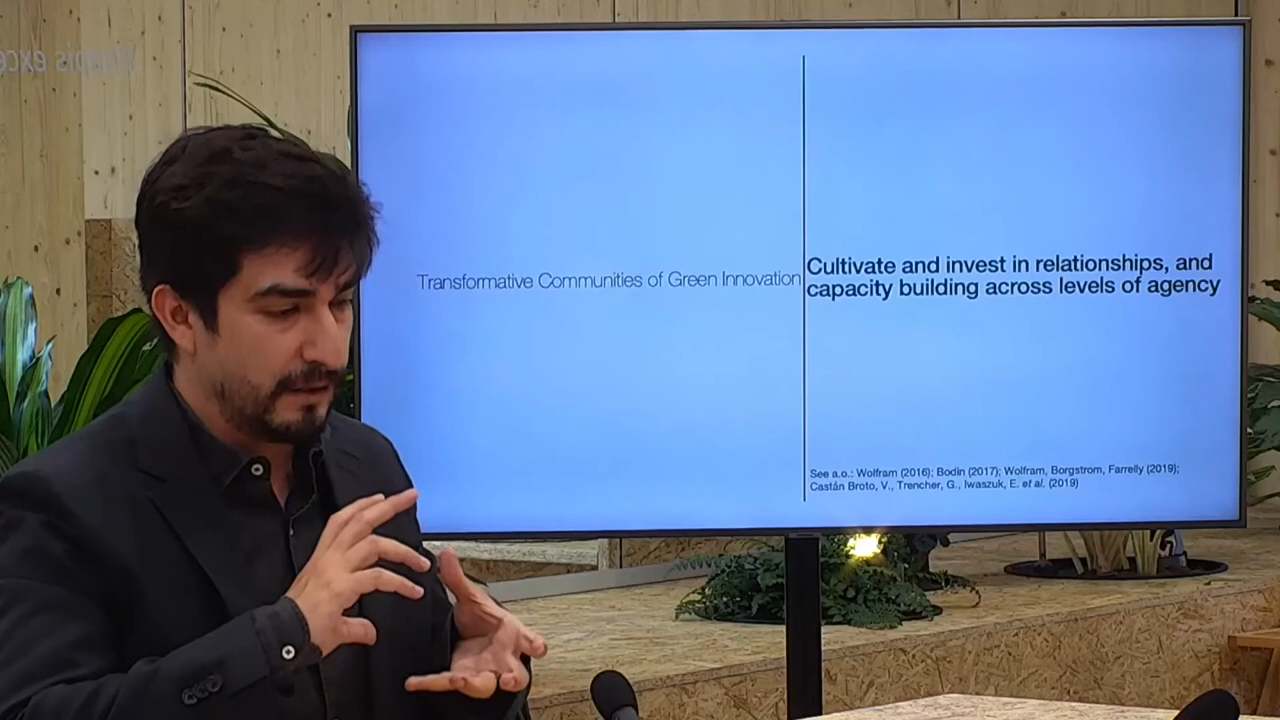 Transformative Communities of Green Innovation
Cultivate and invest in relationships, and
capacity building across levels of agency
See a.o.: Wolfram (2016); Bodin (2017); Wolfram, Borgstrom, Farrelly (2019);
Castán Broto, V., Trencher, G., Iwaszuk, E. et al. (2019)